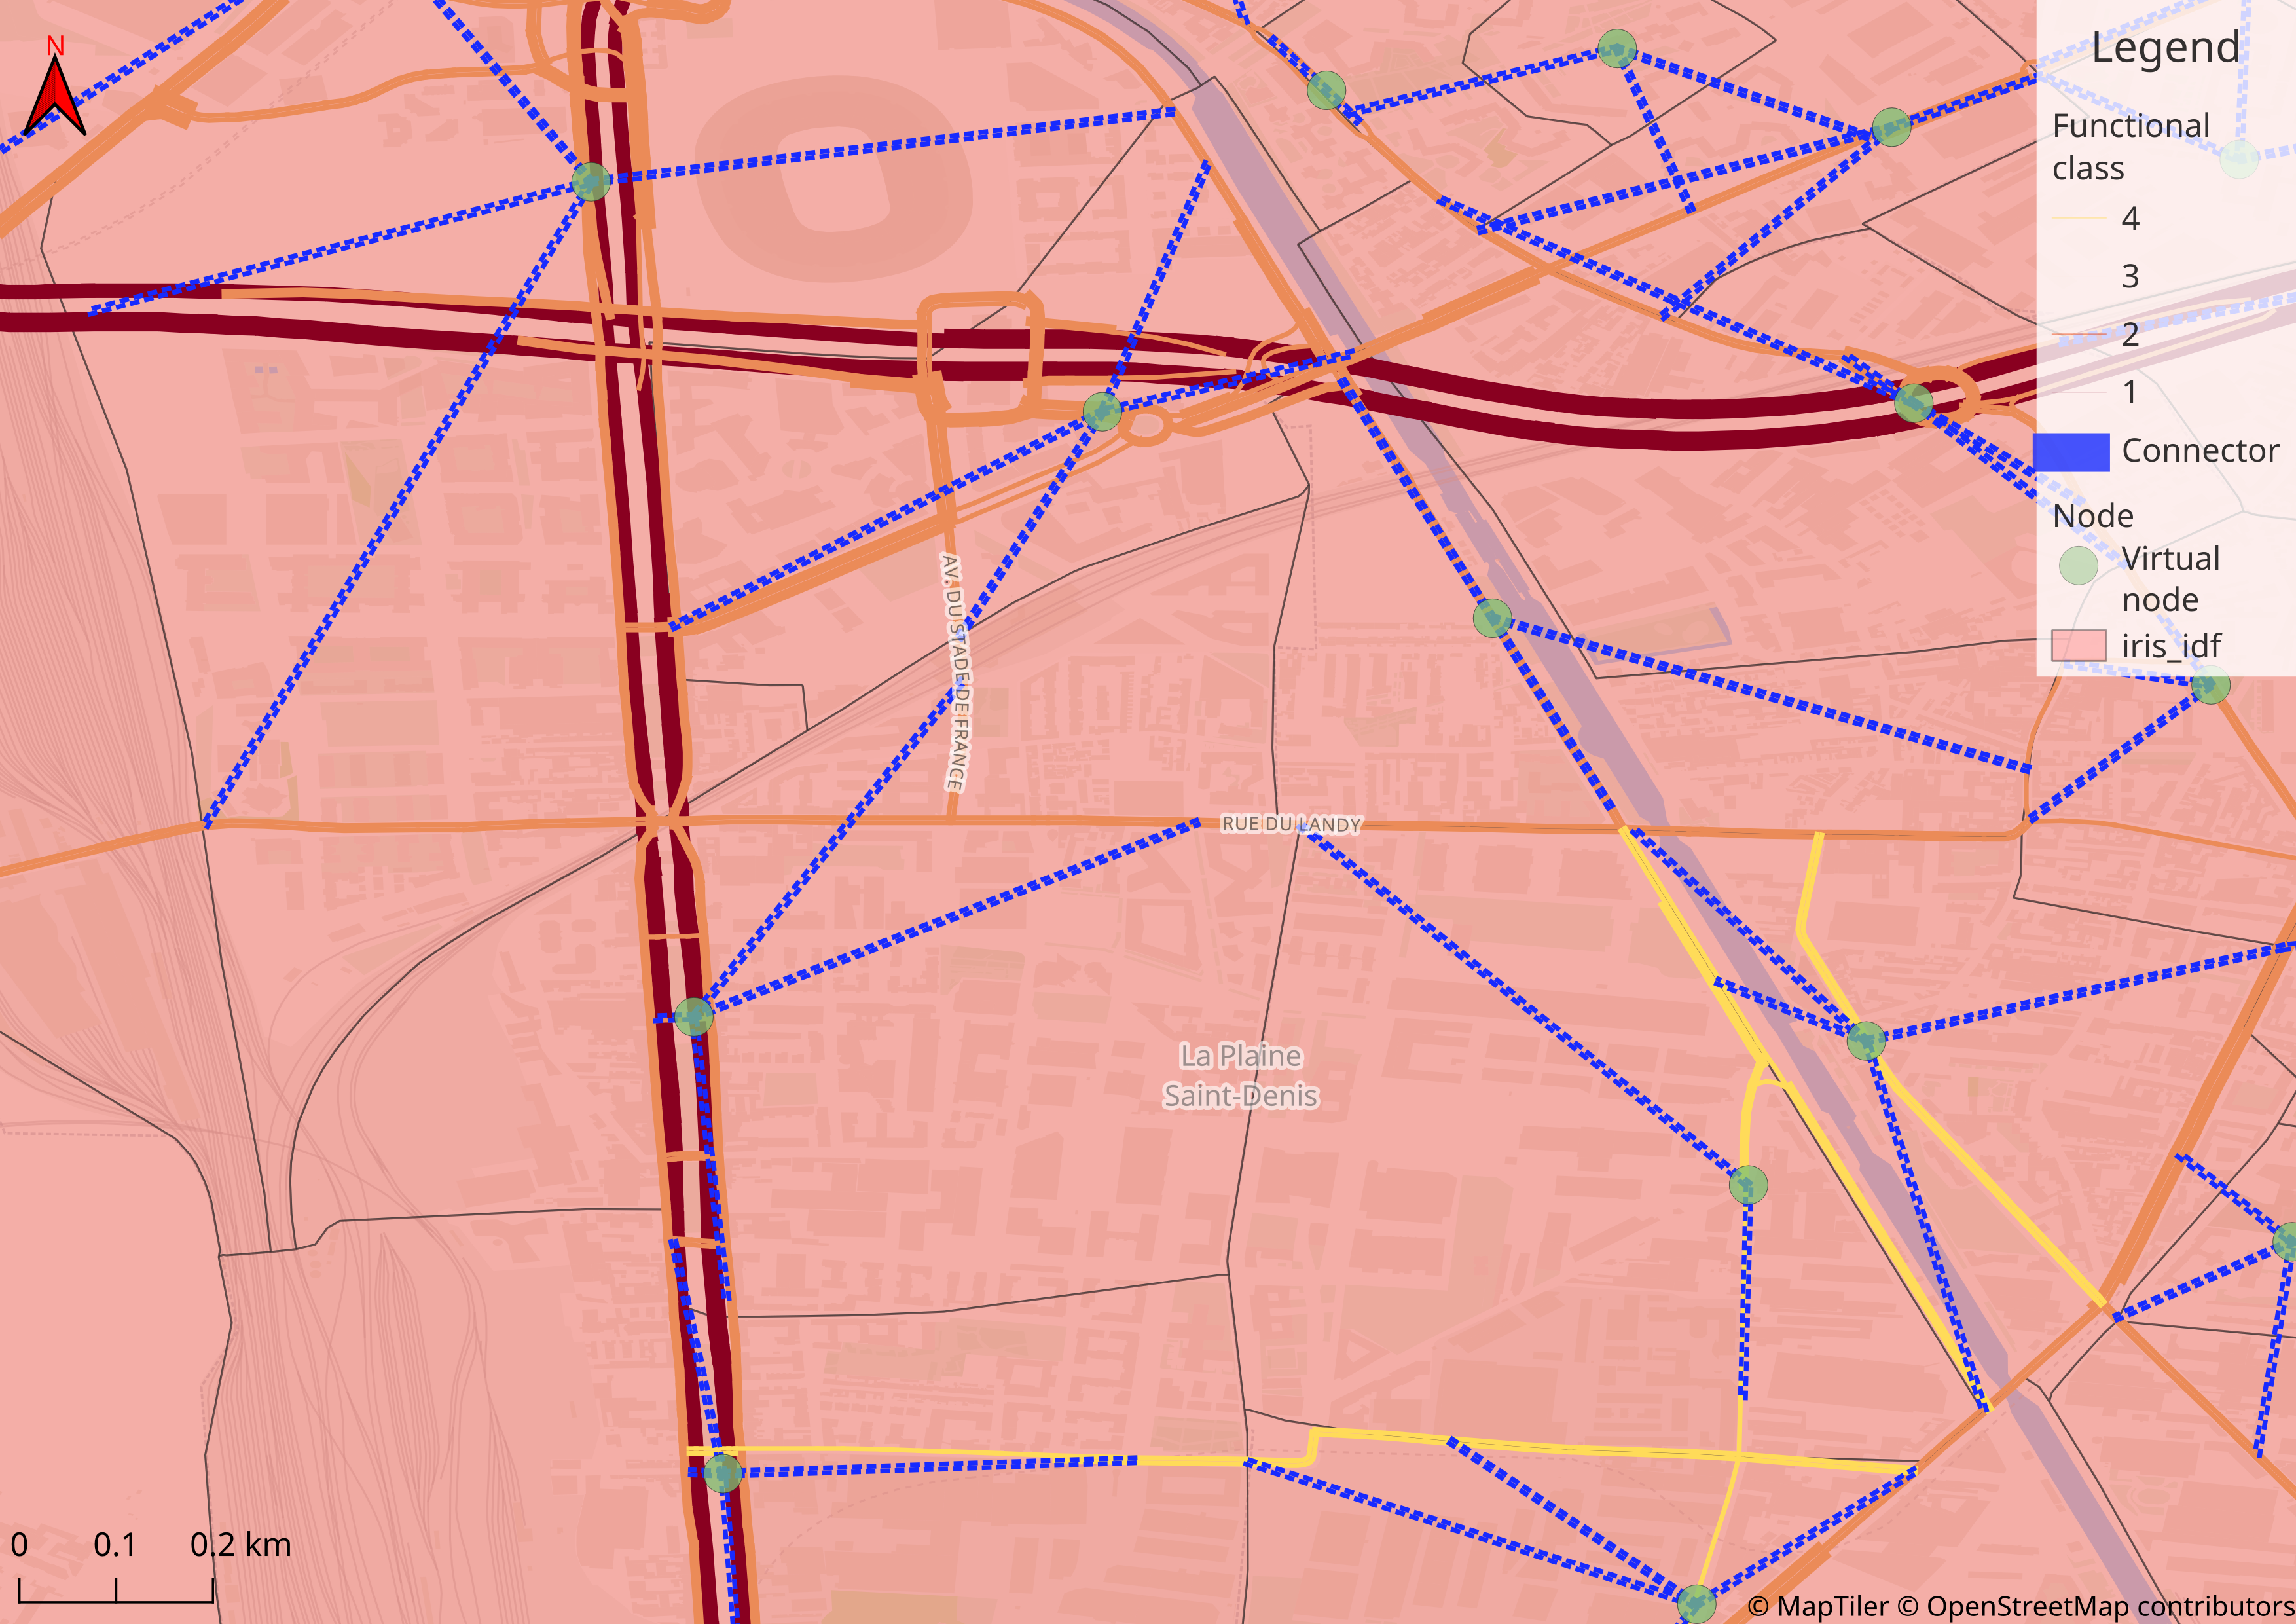 N
Legend
Functional
class
4
3
2
1
Connector
Node
Virtual
node
iris_idf
AV. DU STADE DE FRANCE
RUE DU LANDY
La Plaine
Saint-Denis
0 0.1 0.2 km
© MapTiler © OpenStreetMap contributors